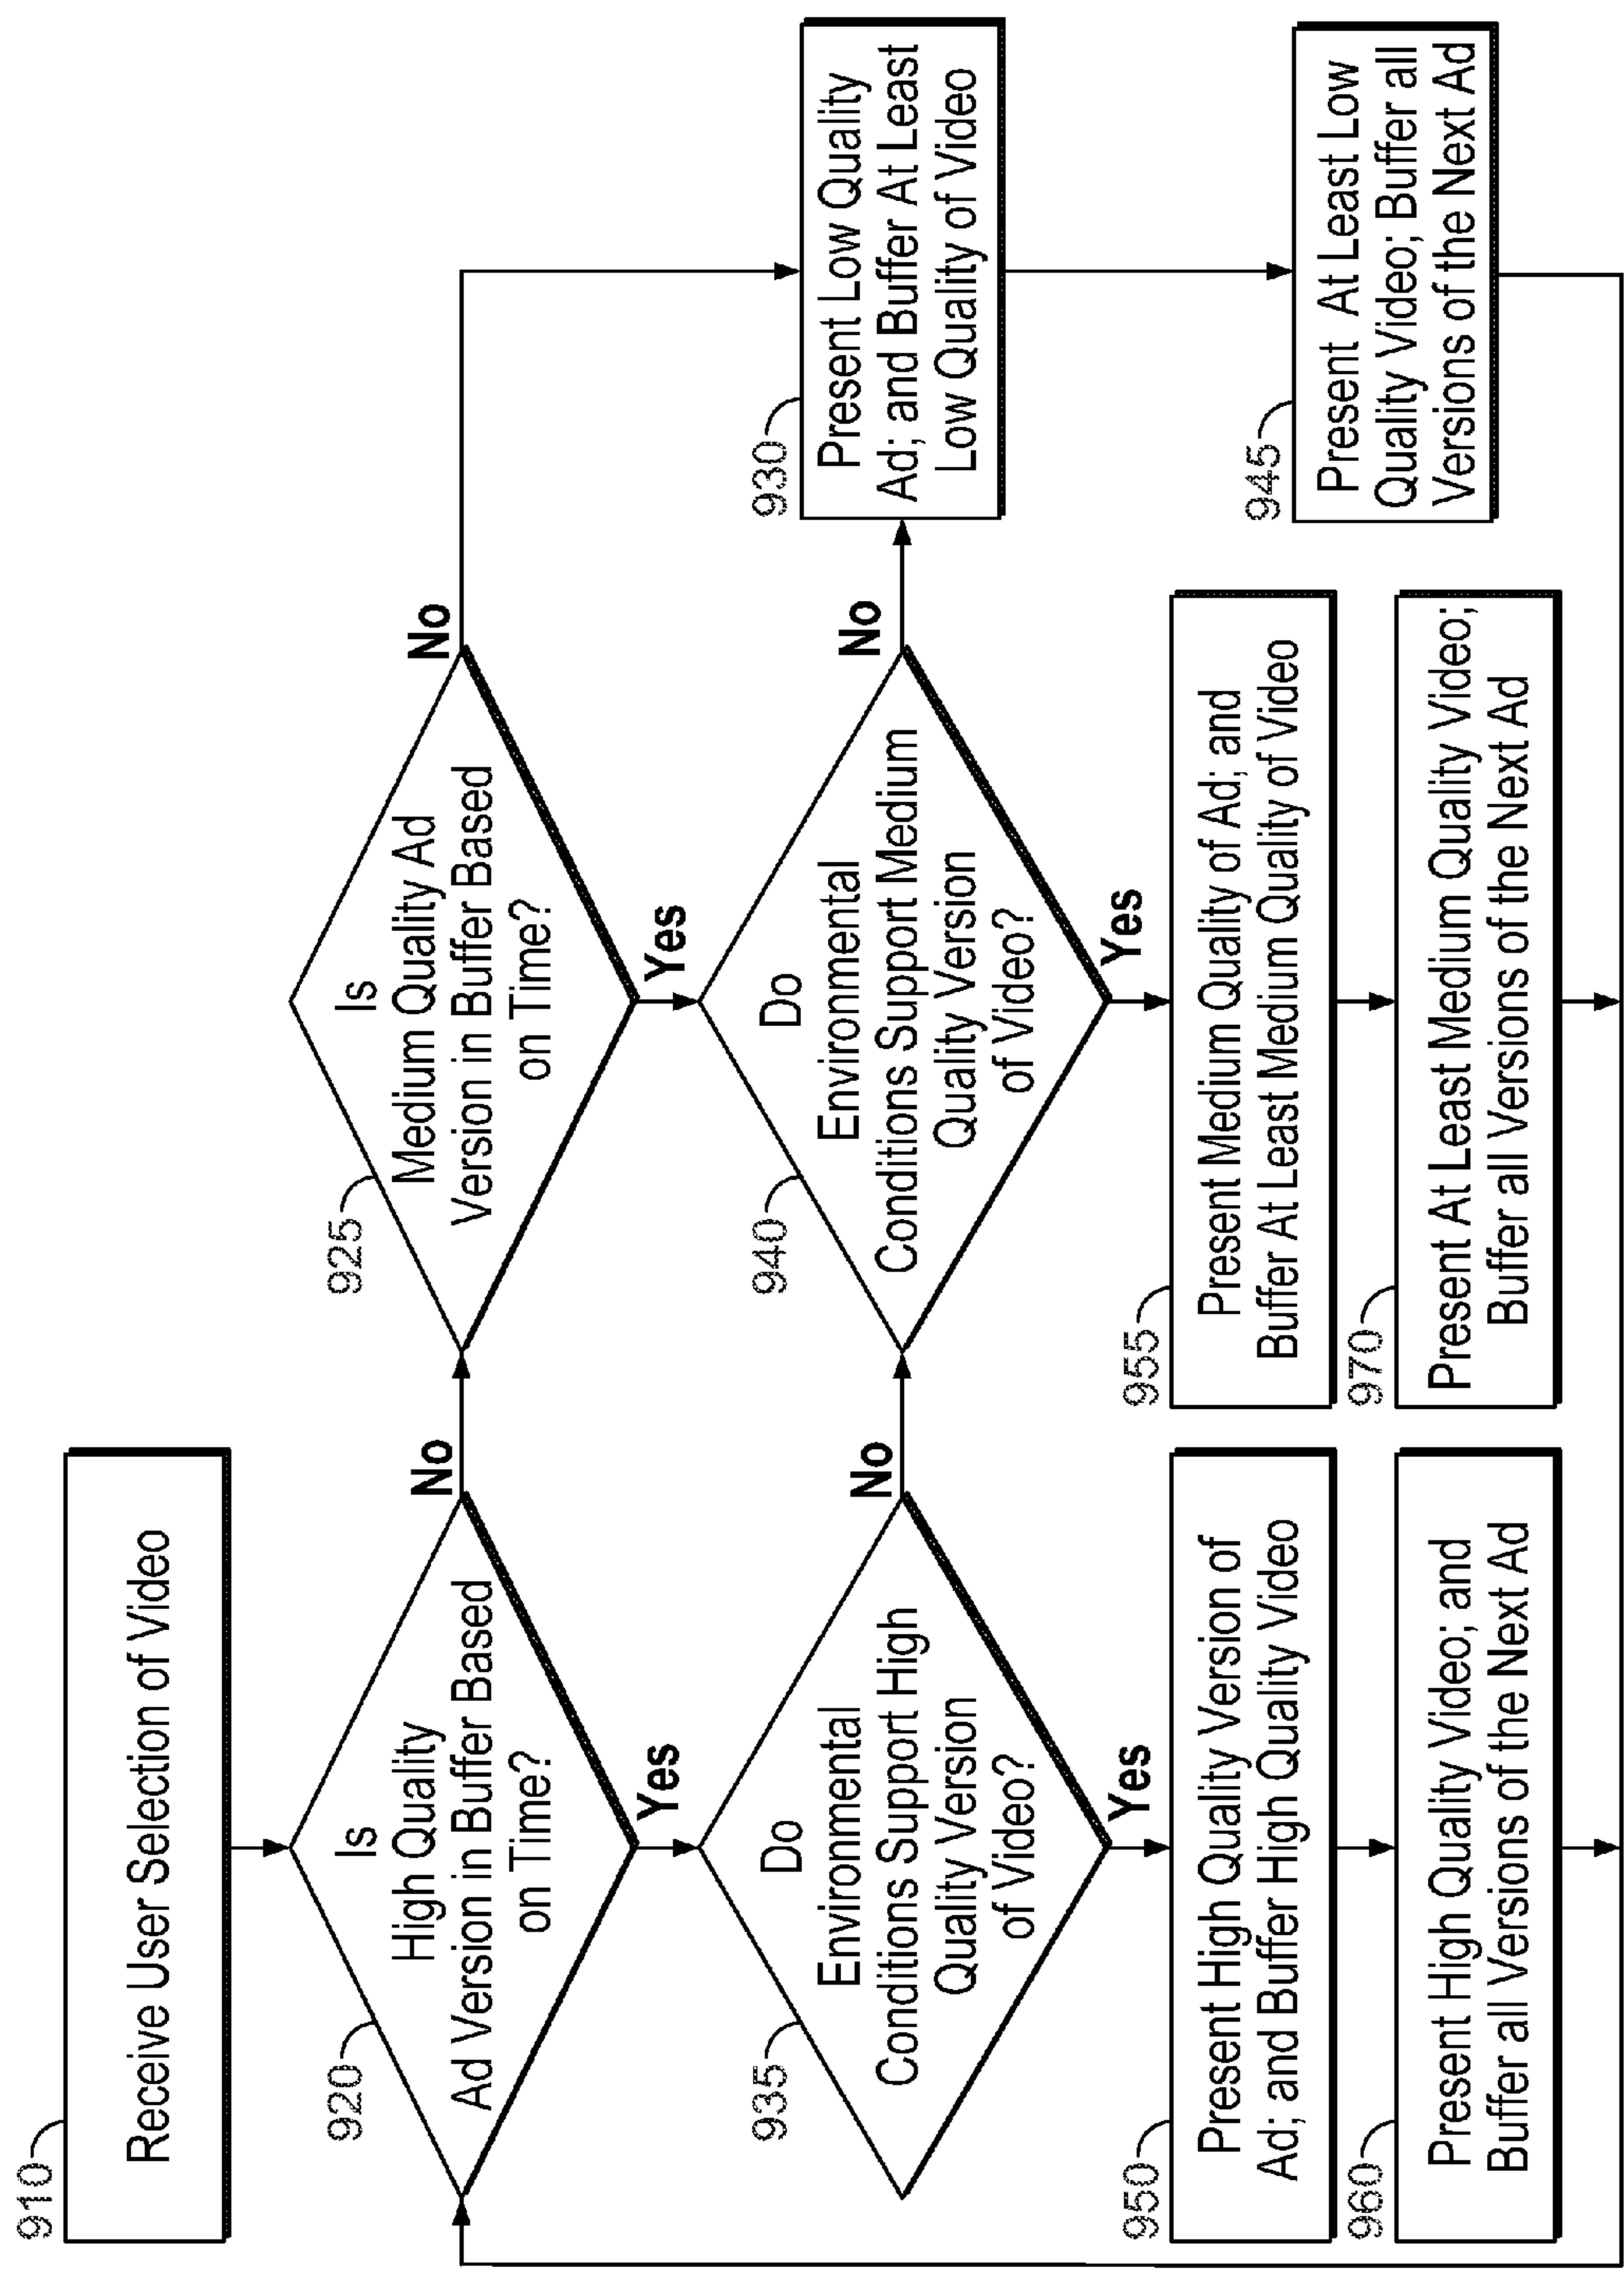 910
Receive User Selection of Video
920
Is
High Quality
Ad Version in Buffer Based
on Time?
No
Yes
925
Is
Medium Quality Ad
Version in Buffer Based
on Time?
No
Yes
930
Present Low Quality
Ad; and Buffer At Least
Low Quality of Video
935
Do
Environmental
Conditions Support High
Quality Version
of Video?
No
Yes
940
Do
Environmental
Conditions Support Medium
Quality Version
of Video?
No
Yes
945
Present At Least Low
Quality Video; Buffer all
Versions of the Next Ad
950
Present High Quality Version of
Ad; and Buffer High Quality Video
955
Present Medium Quality of Ad; and
Buffer At Least Medium Quality of Video
960
Present High Quality Video; and
Buffer all Versions of the Next Ad
970
Present At Least Medium Quality Video;
Buffer all Versions of the Next Ad